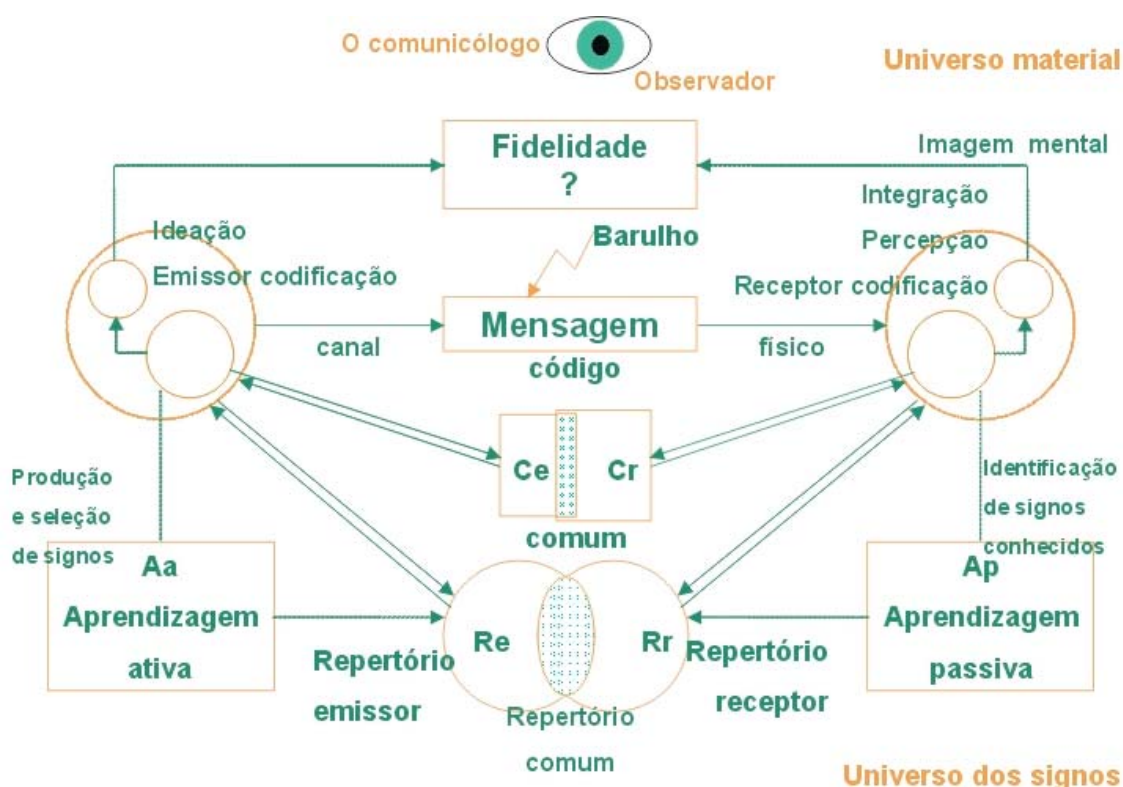 O comunicólogo
Observador
Universo material
Fidelidade
?
Imagem mental
Ideação
Emissor codificação
Barulho
Integração
Percepção
Receptor codificação
canal
Mensagem
físico
código
Ce
Cr
comum
Produção
e seleção
de signos
Identificação
de signos
conhecidos
Aa
Aprendizagem
ativa
Repertório
emissor
Re
Rr
Repertório
comum
Repertório
receptor
Ap
Aprendizagem
passiva
Universo dos signos